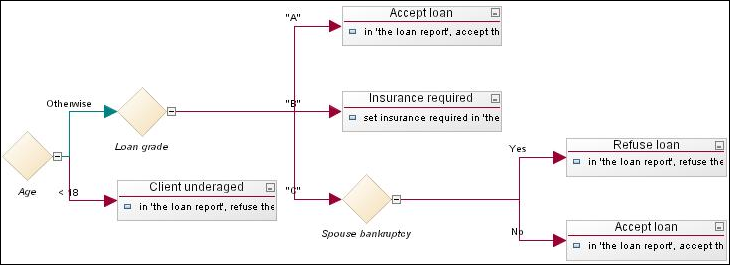 "A"
Accept loan
in 'the loan report', accept th
Otherwise
"B"
Insurance required
set insurance required in 'the
Loan grade
Age
< 18
Client underaged
in 'the loan report', refuse the
"C"
Spouse bankruptcy
Yes
Refuse loan
in 'the loan report', refuse the
No
Accept loan
in 'the loan report', accept th